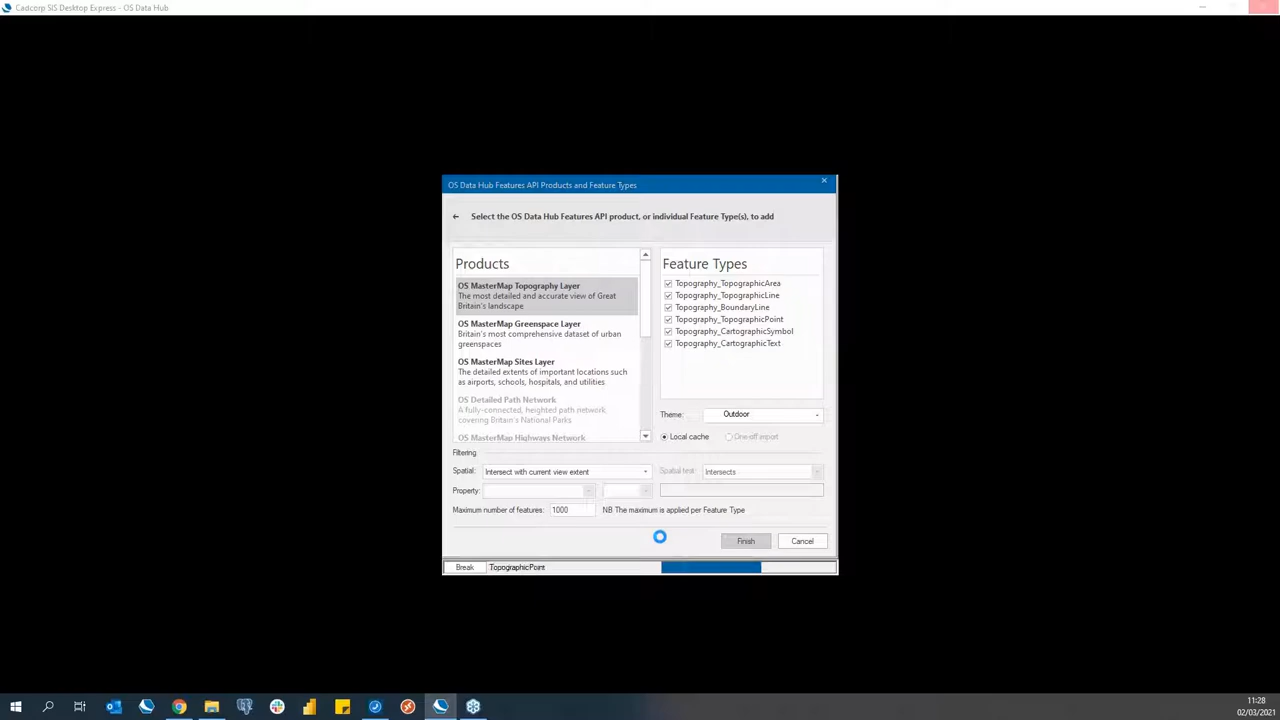 Cadcorp SIS Desktop Express - OS Data Hub
OS Data Hub Features API Products and Feature Types
Select the OS Data Hub Features API product, or individual Feature Type(s), to add
Products
OS MasterMap Topography Layer
The most detailed and accurate view of Great
Britain's landscape
OS MasterMap Greenspace Layer
Britain's most comprehensive dataset of urban
greenspaces
OS MasterMap Sites Layer
The detailed extents of important locations such
as airports, schools, hospitals, and utilities
OS Detailed Path Network
A fully-connected, heighted path network
covering Britain's National Parks
OS MasterMap Highways Network
Feature Types
Topography_TopographicArea
Topography_TopographicLine
Topography_BoundaryLine
Topography_TopographicPoint
Topography_CartographicSymbol
Topography_CartographicText
Theme: Outdoor
Local cache One-off import
Filtering
Spatial: Intersect with current view extent Spatial test: Intersects
Property:
Maximum number of features: 1000 NB The maximum is applied per Feature Type
Finish Cancel
Break TopographicPoint
11:28
02/03/2021